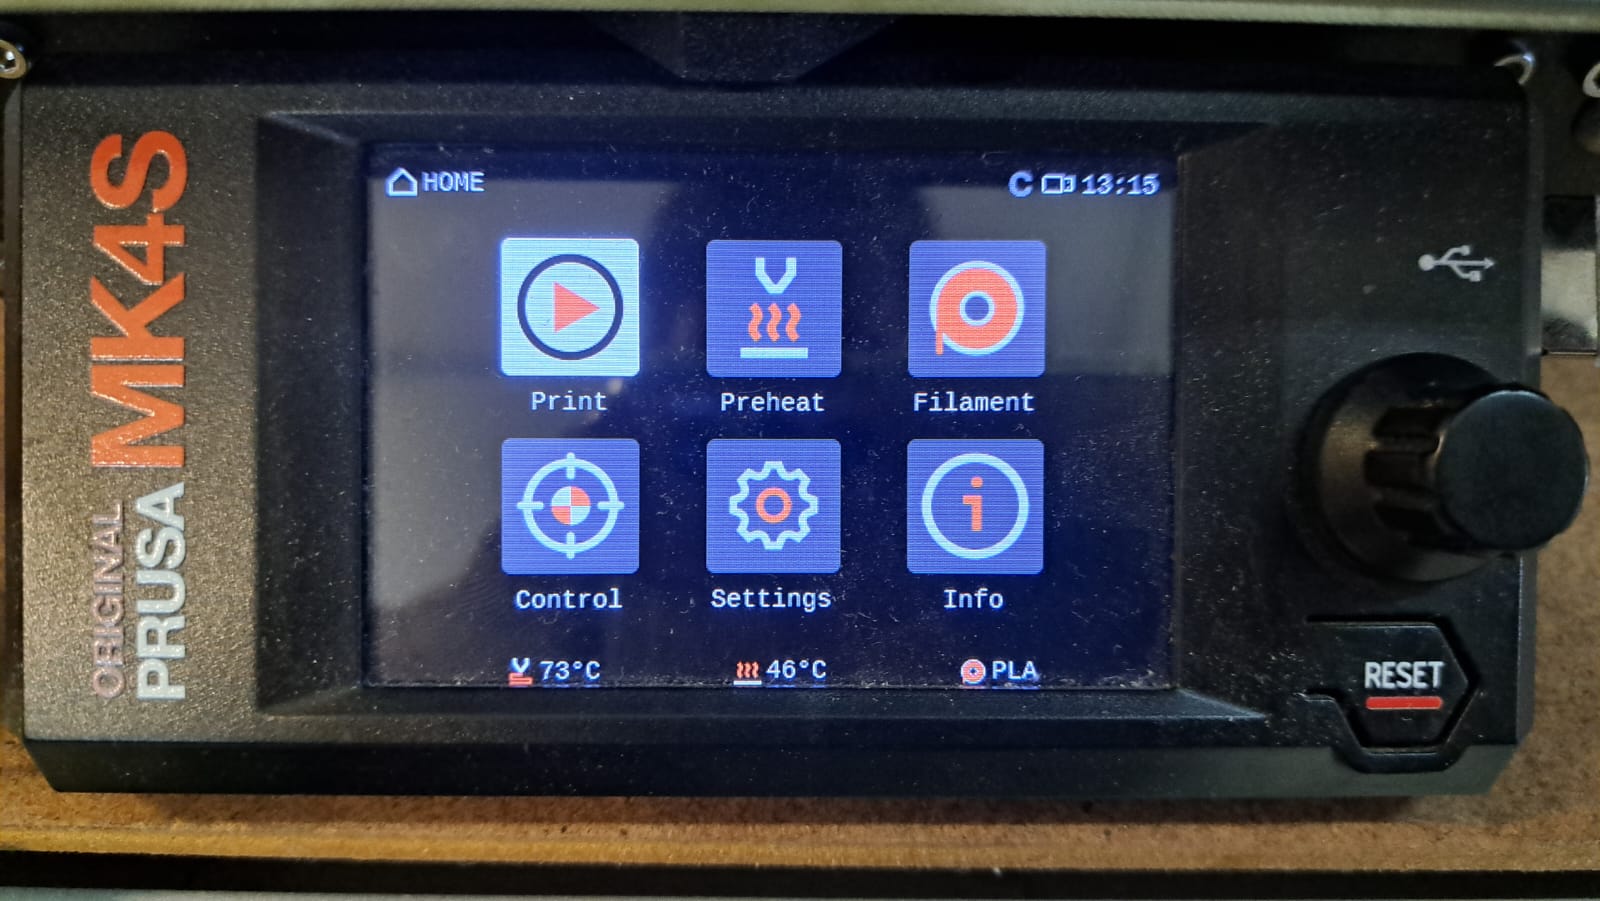 ORIGINAL
PRUSA
MK4S
HOME
C 13:15
Print
Preheat
Filament
Control
Settings
Info
73°C
46°C
PLA
RESET